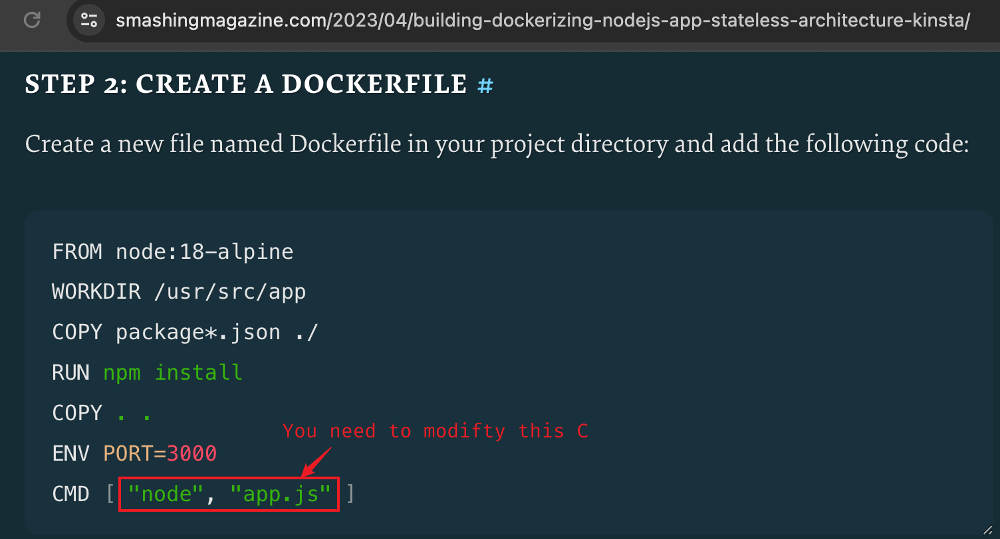 smashingmagazine.com/2023/04/building-dockerizing-nodejs-app-stateless-architecture-kinsta/
STEP 2: CREATE A DOCKERFILE #
Create a new file named Dockerfile in your project directory and add the following code:
FROM node:18-alpine
WORKDIR /usr/src/app
COPY package*.json ./
RUN npm install
COPY . .
You need to modifty this C
ENV PORT=3000
CMD [ "node", "app.js" ]